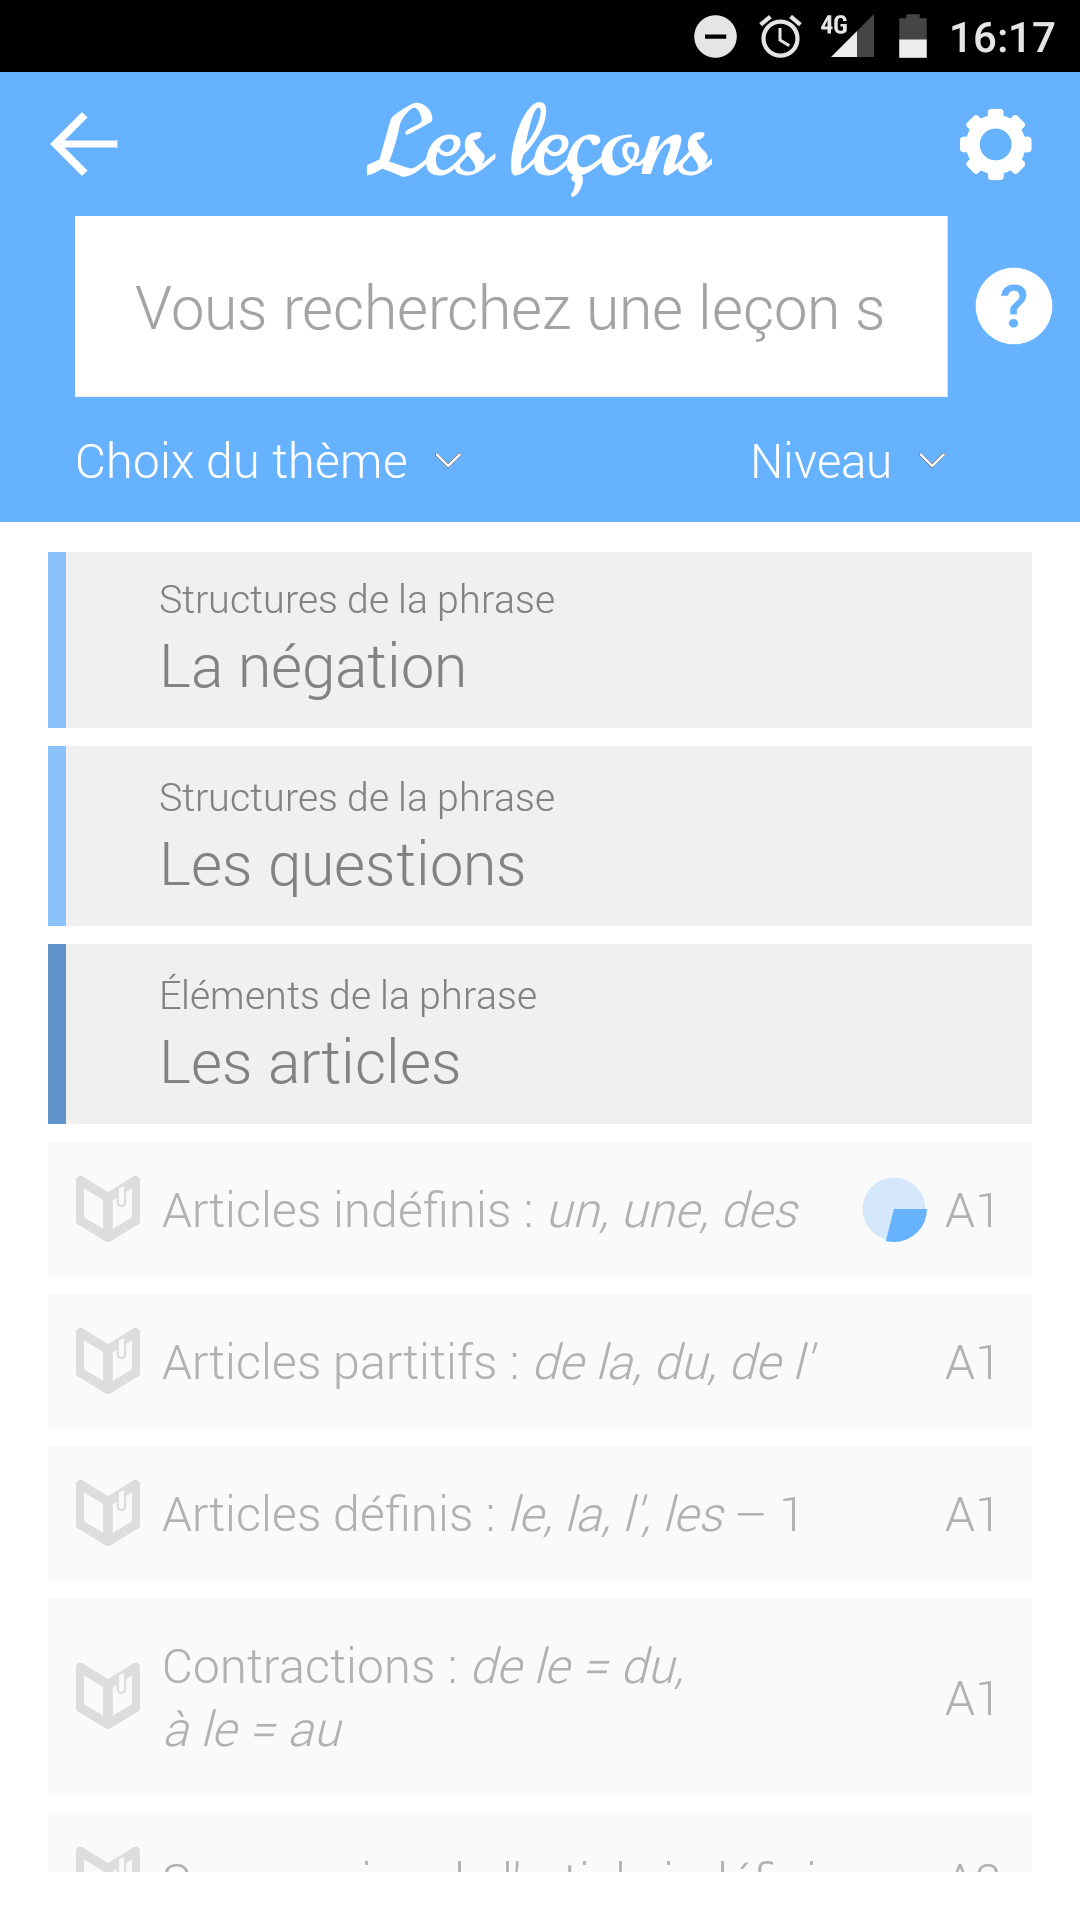 4G 16:17
Les leçons
Vous recherchez une leçon s
?
Choix du thème Niveau
Structures de la phrase
La négation
Structures de la phrase
Les questions
Éléments de la phrase
Les articles
Articles indéfinis : un, une, des A1
Articles partitifs : de la, du, de l' A1
Articles définis : le, la, l', les – 1 A1
Contractions : de le = du,
à le = au A1